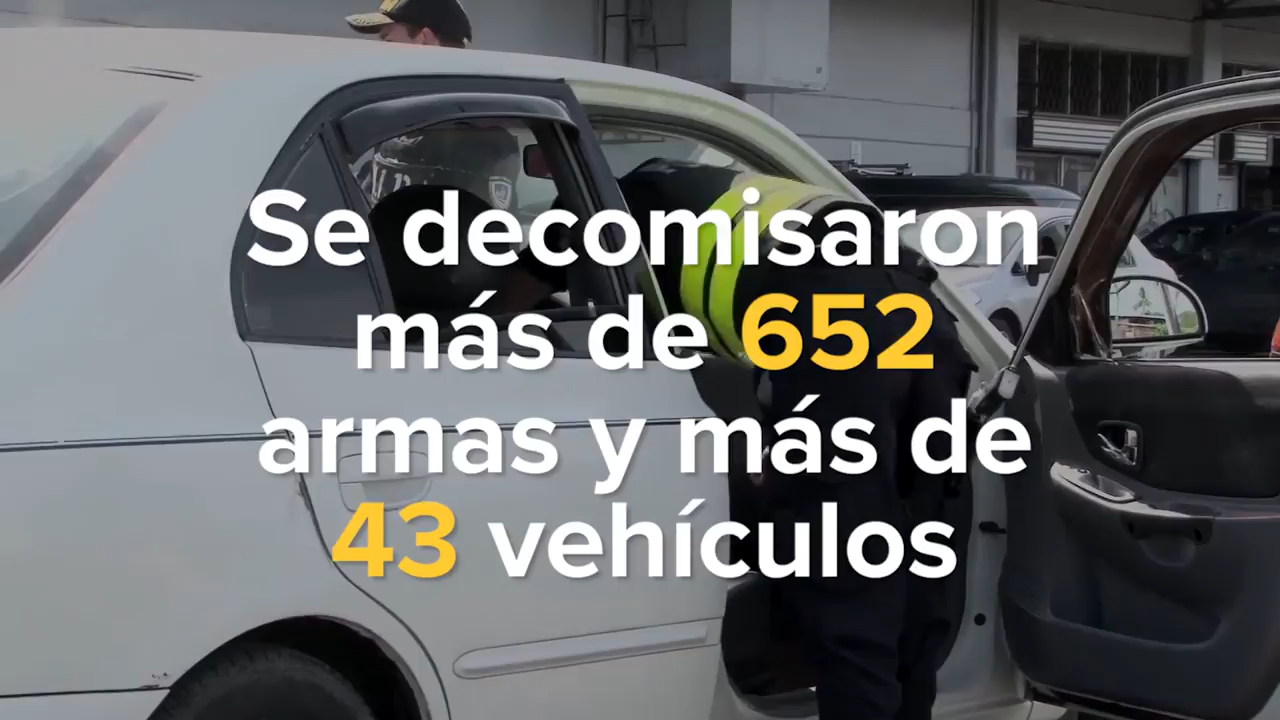 Se decomisaron
más de 652
armas y más de
43 vehículos